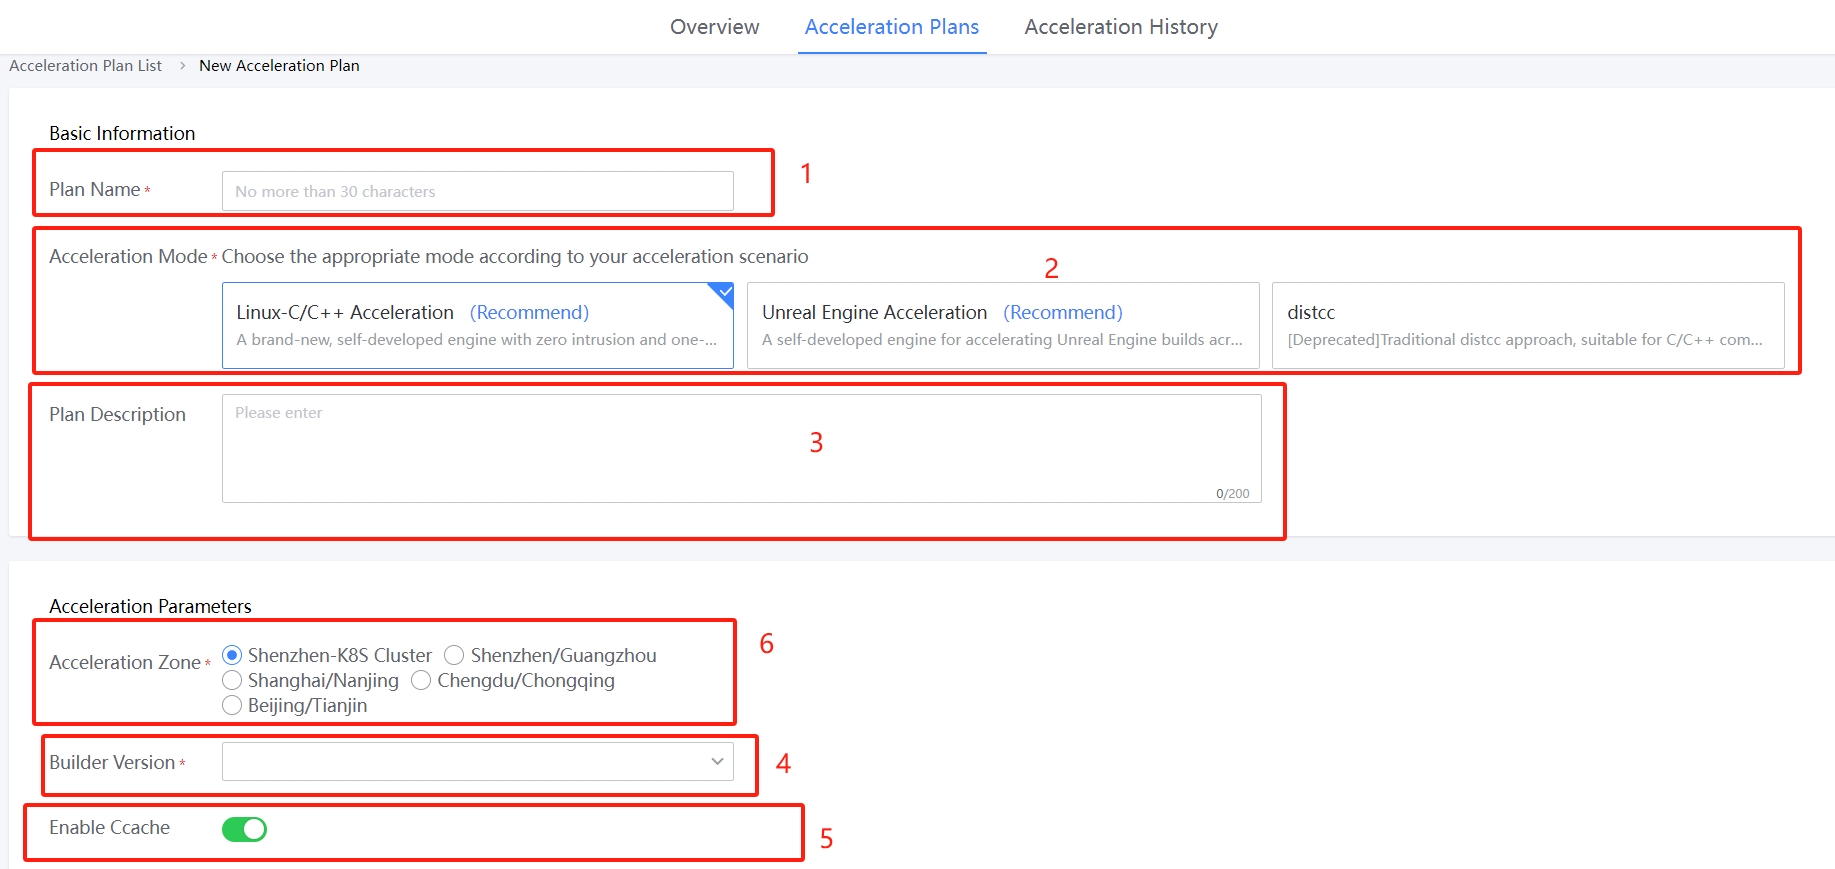 Overview Acceleration Plans Acceleration History
Acceleration Plan List > New Acceleration Plan
Basic Information
1
Plan Name * No more than 30 characters
Acceleration Mode * Choose the appropriate mode according to your acceleration scenario
2
Linux-C/C++ Acceleration (Recommend) Unreal Engine Acceleration (Recommend) distcc
A brand-new, self-developed engine with zero intrusion and one-... A self-developed engine for accelerating Unreal Engine builds acr... [Deprecated]Traditional distcc approach, suitable for C/C++ com...
Plan Description Please enter
3
0/200
Acceleration Parameters
6
Acceleration Zone * Shenzhen-K8S Cluster Shenzhen/Guangzhou
Shanghai/Nanjing Chengdu/Chongqing
Beijing/Tianjin
Builder Version * 4
Enable Ccache 5